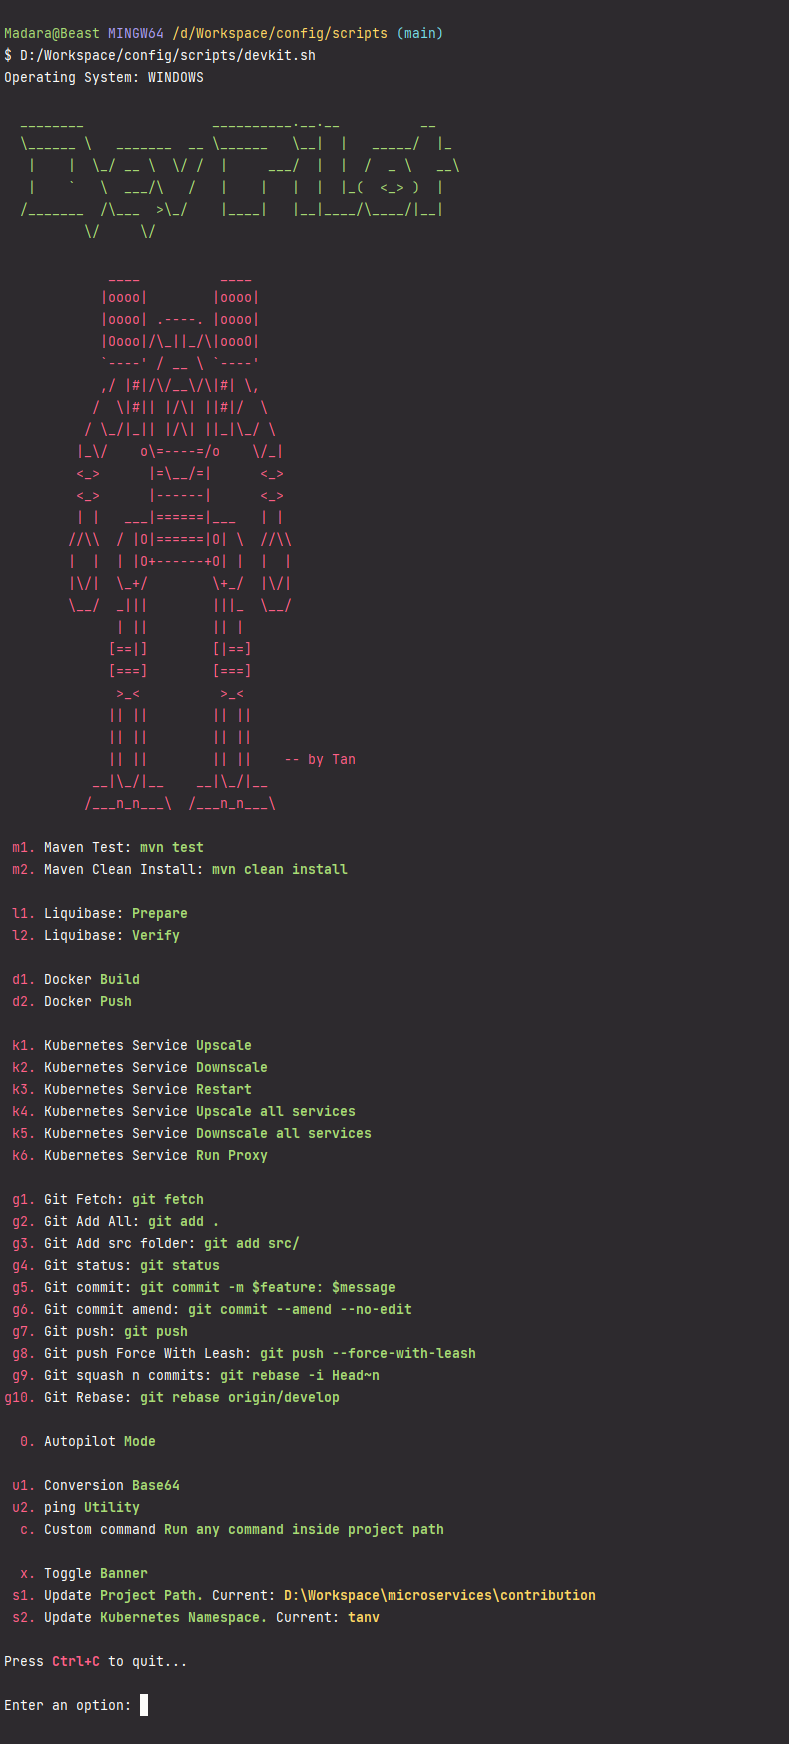 Madara@Beast MINGW64 /d/Workspace/config/scripts (main)
$ D:/Workspace/config/scripts/devkit.sh
Operating System: WINDOWS
DevPilot
-- by Tan
m1. Maven Test: mvn test
m2. Maven Clean Install: mvn clean install
l1. Liquibase: Prepare
l2. Liquibase: Verify
d1. Docker Build
d2. Docker Push
k1. Kubernetes Service Upscale
k2. Kubernetes Service Downscale
k3. Kubernetes Service Restart
k4. Kubernetes Service Upscale all services
k5. Kubernetes Service Downscale all services
k6. Kubernetes Service Run Proxy
g1. Git Fetch: git fetch
g2. Git Add All: git add .
g3. Git Add src folder: git add src/
g4. Git status: git status
g5. Git commit: git commit -m $feature: $message
g6. Git commit amend: git commit --amend --no-edit
g7. Git push: git push
g8. Git push Force With Leash: git push --force-with-leash
g9. Git squash n commits: git rebase -i Head~n
g10. Git Rebase: git rebase origin/develop
0. Autopilot Mode
u1. Conversion Base64
u2. ping Utility
c. Custom command Run any command inside project path
x. Toggle Banner
s1. Update Project Path. Current: D:\Workspace\microservices\contribution
s2. Update Kubernetes Namespace. Current: tanv
Press Ctrl+C to quit...
Enter an option: